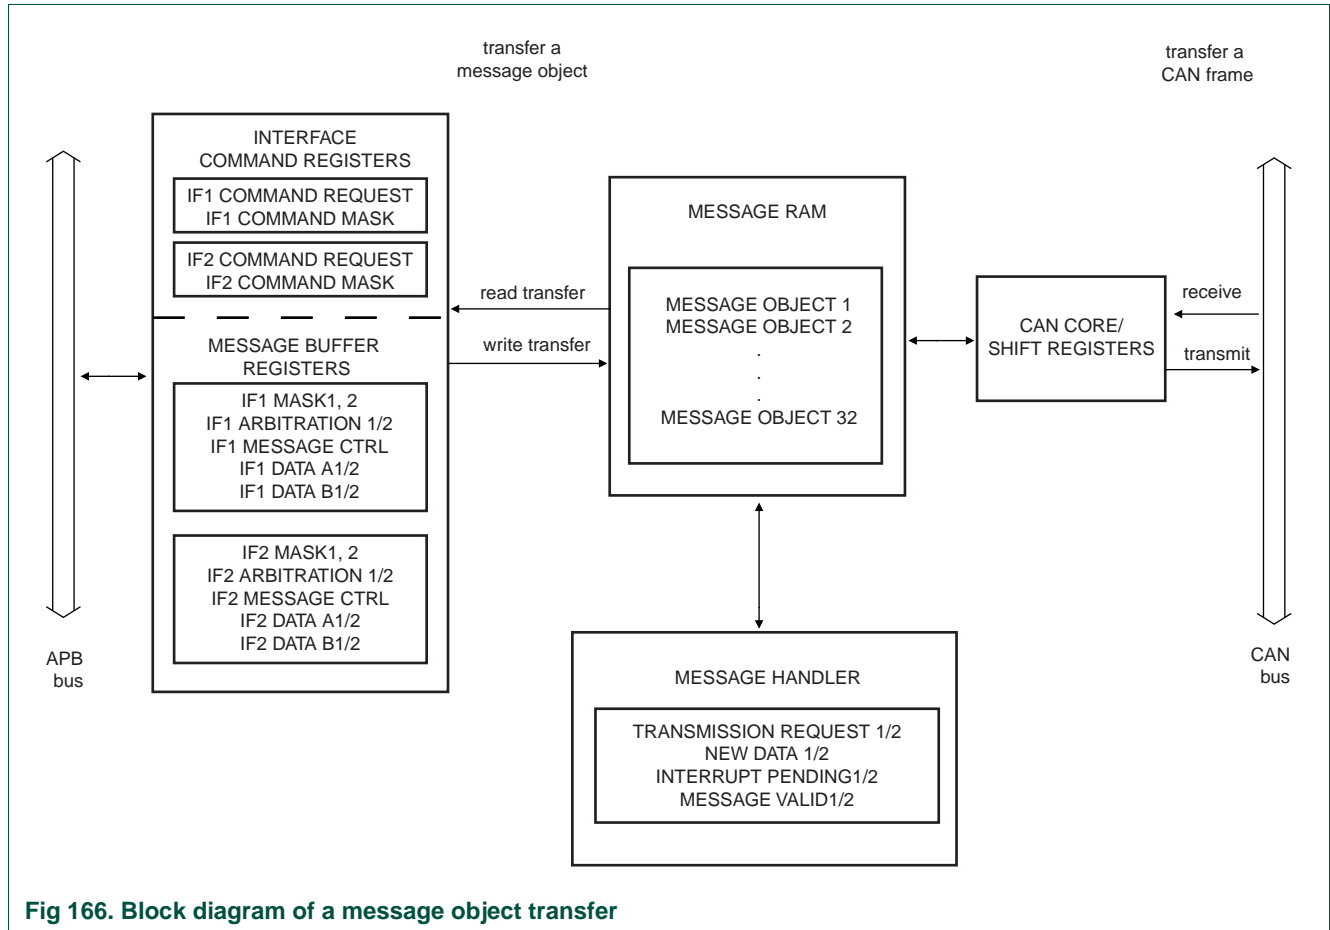 transfer a
message object
transfer a
CAN frame
INTERFACE
COMMAND REGISTERS
IF1 COMMAND REQUEST
IF1 COMMAND MASK
IF2 COMMAND REQUEST
IF2 COMMAND MASK
MESSAGE BUFFER
REGISTERS
IF1 MASK1, 2
IF1 ARBITRATION 1/2
IF1 MESSAGE CTRL
IF1 DATA A1/2
IF1 DATA B1/2
IF2 MASK1, 2
IF2 ARBITRATION 1/2
IF2 MESSAGE CTRL
IF2 DATA A1/2
IF2 DATA B1/2
APB
bus
read transfer
write transfer
MESSAGE RAM
MESSAGE OBJECT 1
MESSAGE OBJECT 2
.
.
.
MESSAGE OBJECT 32
CAN CORE/
SHIFT REGISTERS
receive
transmit
CAN
bus
MESSAGE HANDLER
TRANSMISSION REQUEST 1/2
NEW DATA 1/2
INTERRUPT PENDING1/2
MESSAGE VALID1/2
Fig 166. Block diagram of a message object transfer